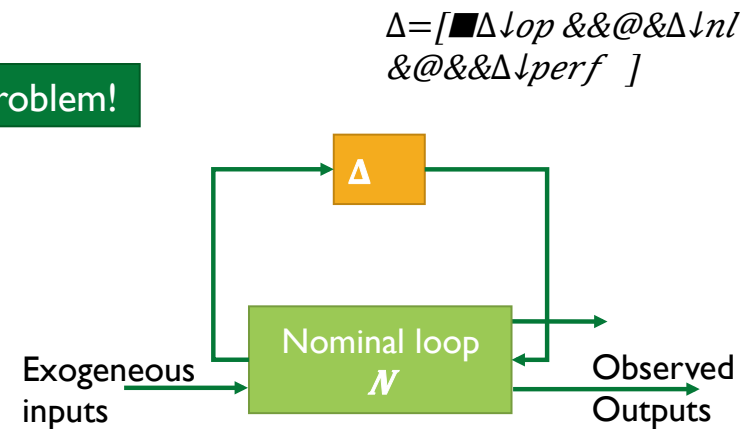 Δ=[■Δ↓op &&@&Δ↓nl
&@&&Δ↓perf ]
roblem!
Δ
Nominal loop
N
Exogeneous
inputs
Observed
Outputs